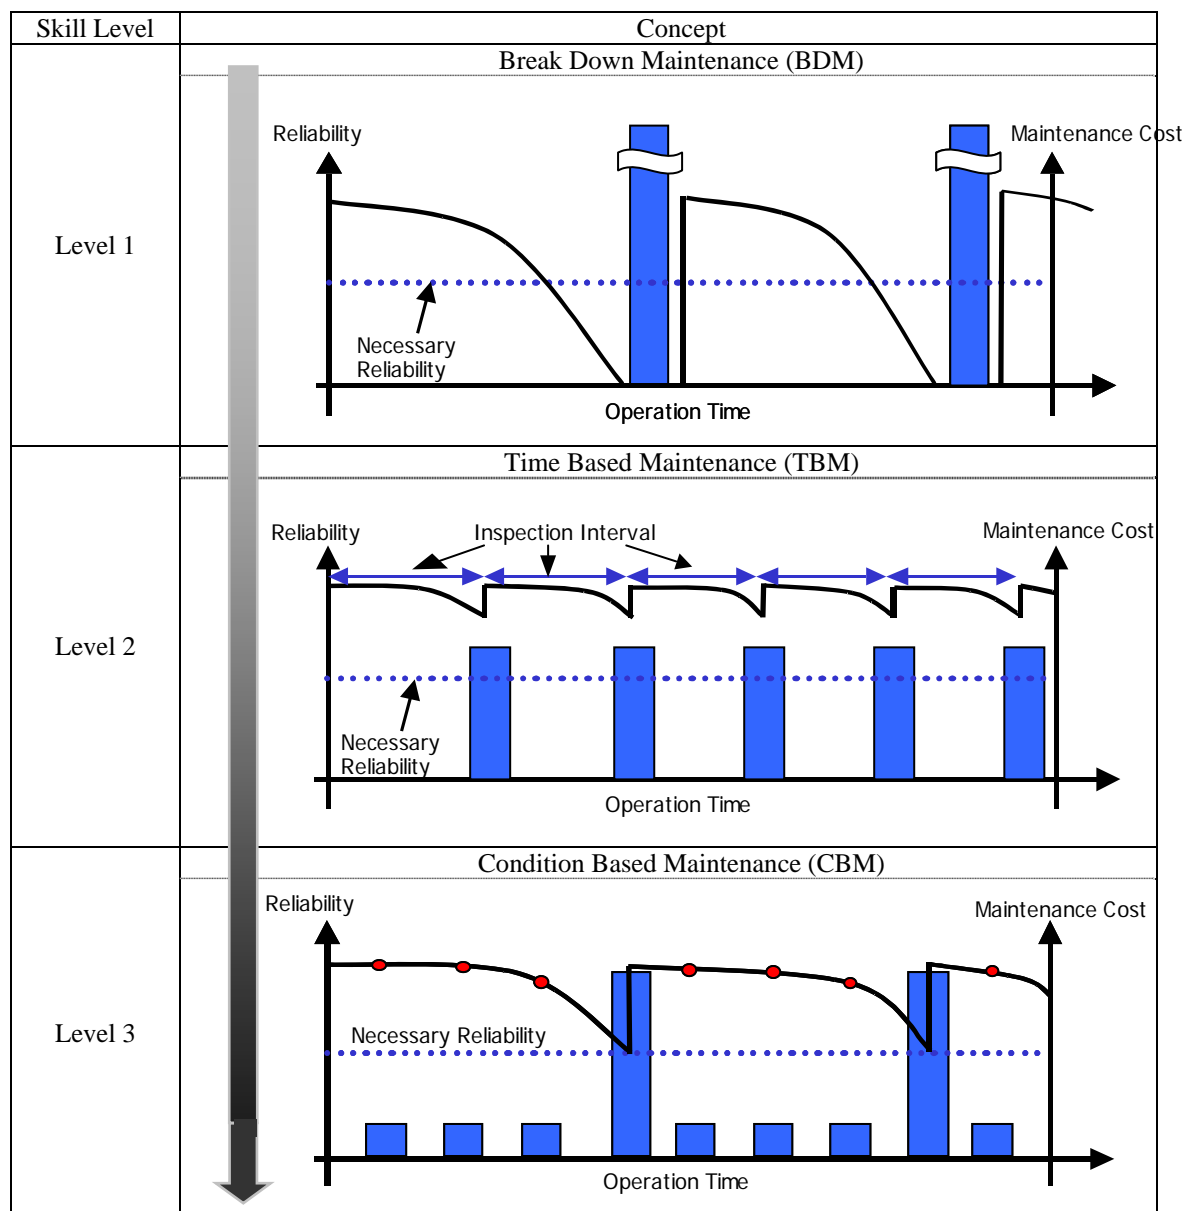 Skill Level
Concept
Break Down Maintenance (BDM)
Reliability
Maintenance Cost
Level 1
Necessary
Reliability
Operation Time
Time Based Maintenance (TBM)
Reliability
Inspection Interval
Maintenance Cost
Level 2
Necessary
Reliability
Operation Time
Condition Based Maintenance (CBM)
Reliability
Maintenance Cost
Level 3
Necessary Reliability
Operation Time